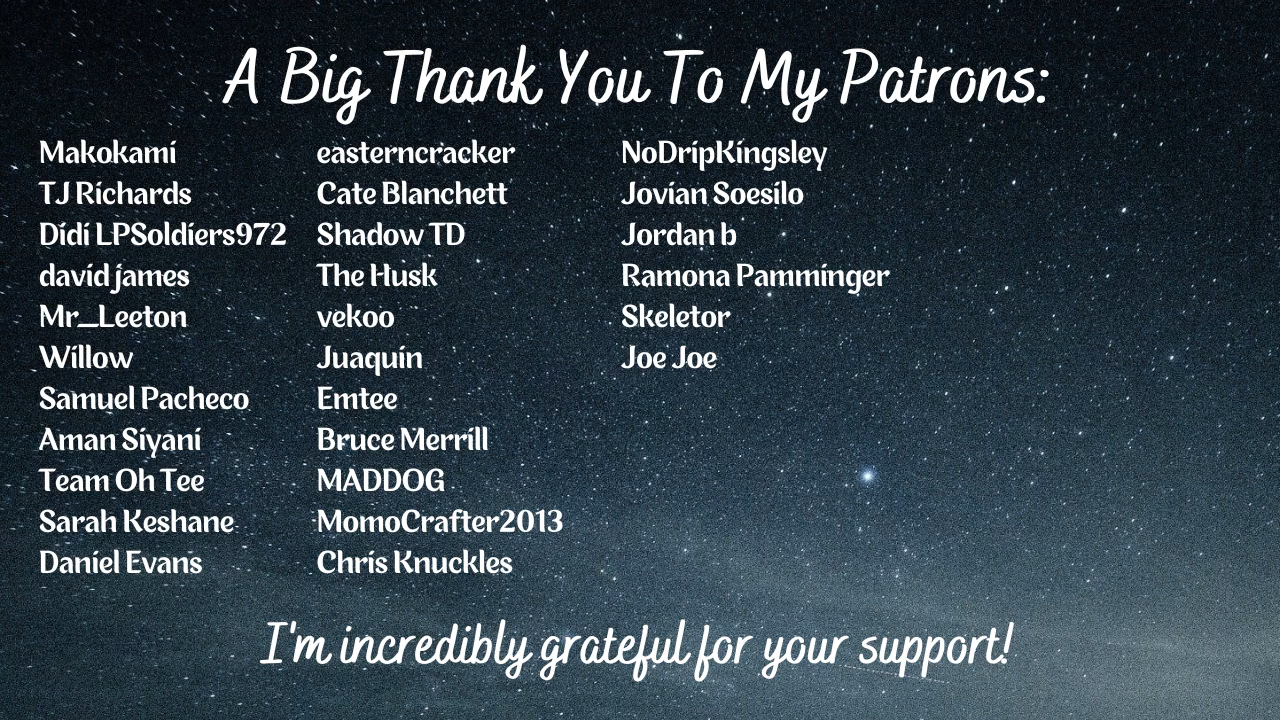 A Big Thank You To My Patrons:
Makokami
TJ Richards
Didi LPSoldiers972
david james
Mr_Leeton
Willow
Samuel Pacheco
Aman Siyani
Team Oh Tee
Sarah Keshane
Daniel Evans
easterncracker
Cate Blanchett
Shadow TD
The Husk
vekoo
Juaquin
Emtee
Bruce Merrill
MADDOG
MomoCrafter2013
Chris Knuckles
NoDripKingsley
Jovian Soesilo
Jordan b
Ramona Pamminger
Skeletor
Joe Joe
I'm incredibly grateful for your support!